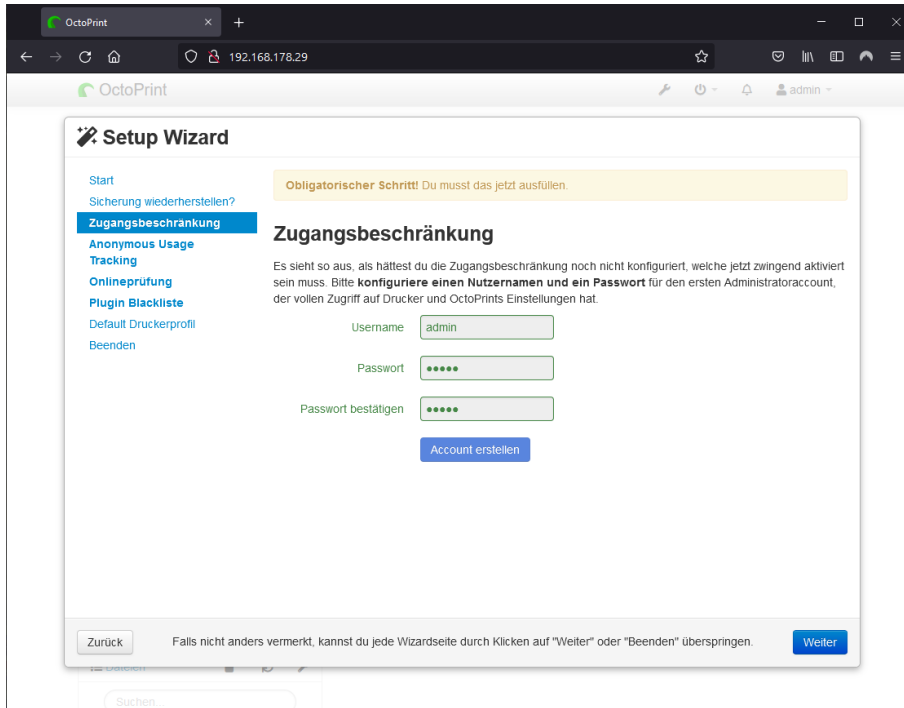 OctoPrint
192.168.178.29
OctoPrint
admin
Setup Wizard
Start
Sicherung wiederherstellen?
Zugangsbeschränkung
Anonymous Usage
Tracking
Onlineprüfung
Plugin Blackliste
Default Druckerprofil
Beenden
Obligatorischer Schritt! Du musst das jetzt ausfüllen.
Zugangsbeschränkung
Es sieht so aus, als hättest du die Zugangsbeschränkung noch nicht konfiguriert, welche jetzt zwingend aktiviert
sein muss. Bitte konfiguriere einen Nutzernamen und ein Passwort für den ersten Administratoraccount,
der vollen Zugriff auf Drucker und OctoPrints Einstellungen hat.
Username
admin
Passwort
●●●●●
Passwort bestätigen
●●●●●
Account erstellen
Zurück
Falls nicht anders vermerkt, kannst du jede Wizardseite durch Klicken auf "Weiter" oder "Beenden" überspringen.
Weiter
Dateien
Suchen...